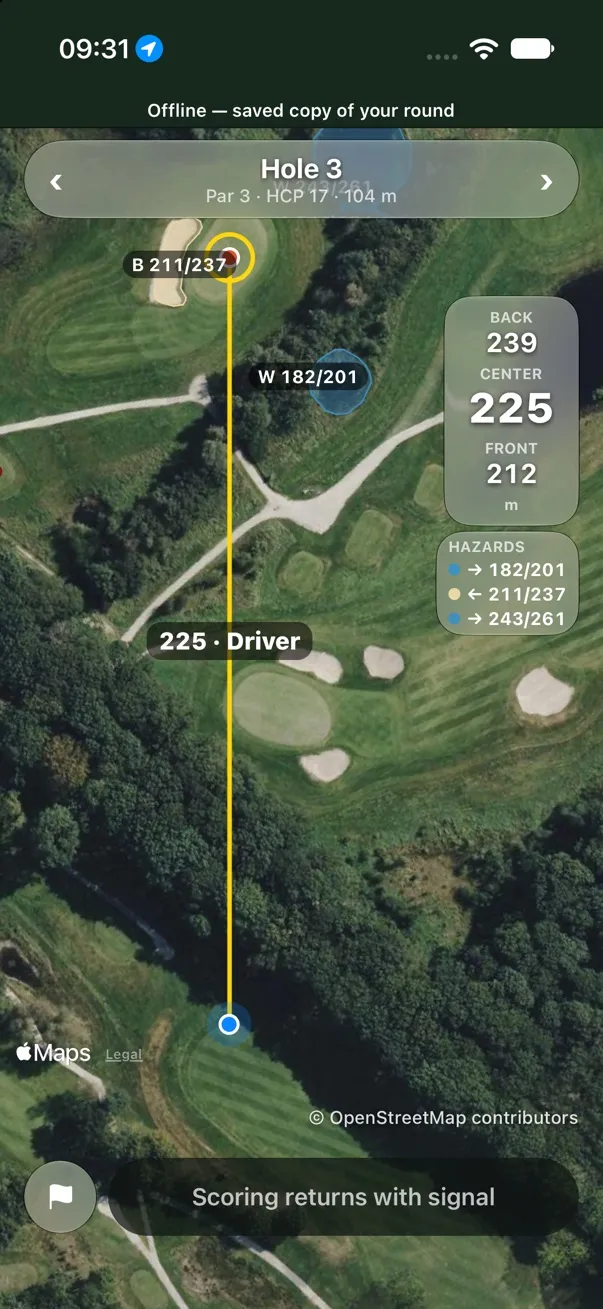 09:31
Offline — saved copy of your round
‹ Hole 3 ›
W 243/261
Par 3 · HCP 17 · 104 m
B 211/237
BACK
239
W 182/201
CENTER
225
FRONT
212
m
HAZARDS
→ 182/201
← 211/237
→ 243/261
225 · Driver
Maps Legal
© OpenStreetMap contributors
Scoring returns with signal